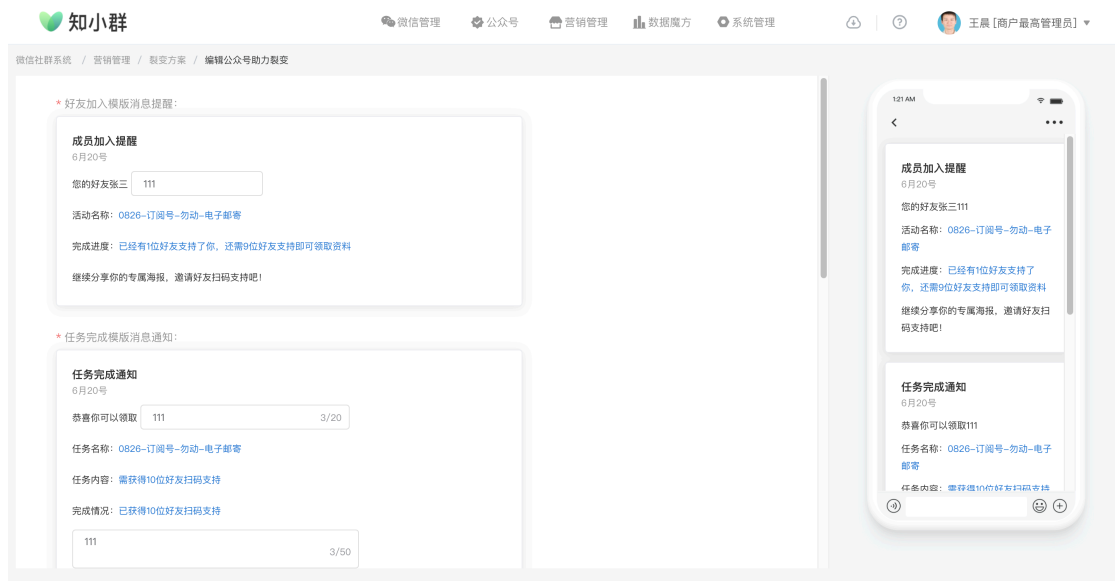 知小群
微信管理
公众号
营销管理
数据魔方
系统管理
王晨 [商户最高管理员]
微信社群系统 / 营销管理 / 裂变方案 / 编辑公众号助力裂变
* 好友加入模版消息提醒:
成员加入提醒
6月20号
您的好友张三 111
活动名称: 0826-订阅号-勿动-电子邮寄
完成进度: 已经有1位好友支持了你, 还需9位好友支持即可领取资料
继续分享你的专属海报, 邀请好友扫码支持吧!
* 任务完成模版消息通知:
任务完成通知
6月20号
恭喜你可以领取 111 3/20
任务名称: 0826-订阅号-勿动-电子邮寄
任务内容: 需获得10位好友扫码支持
完成情况: 已获得10位好友扫码支持
111
3/50
1:21 AM
成员加入提醒
6月20号
您的好友张三111
活动名称: 0826-订阅号-勿动-电子
邮寄
完成进度: 已经有1位好友支持了
你, 还需9位好友支持即可领取资料
继续分享你的专属海报, 邀请好友扫
码支持吧!
任务完成通知
6月20号
恭喜你可以领取111
任务名称: 0826-订阅号-勿动-电子
邮寄
任务内容: 需获得10位好友扫码支持